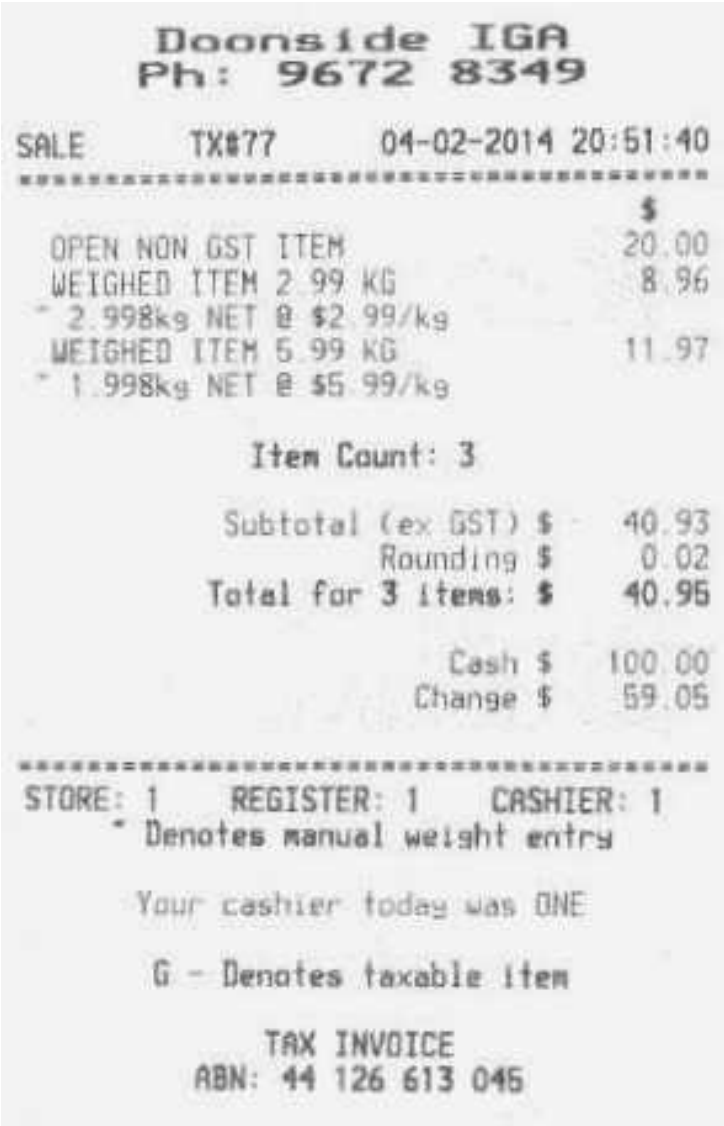 Doonside IGA
Ph: 9672 8349
SALE TX#77 04-02-2014 20:51:40
$
OPEN NON GST ITEM 20.00
WEIGHED ITEM 2.99 KG 8.96
~ 2.998kg NET @ $2.99/kg
WEIGHED ITEM 5.99 KG 11.97
~ 1.998kg NET @ $5.99/kg
Item Count: 3
Subtotal (ex GST) $ 40.93
Rounding $ 0.02
Total for 3 items: $ 40.95
Cash $ 100.00
Change $ 59.05
STORE: 1 REGISTER: 1 CASHIER: 1
~ Denotes manual weight entry
Your cashier today was ONE
G - Denotes taxable item
TAX INVOICE
ABN: 44 126 613 045